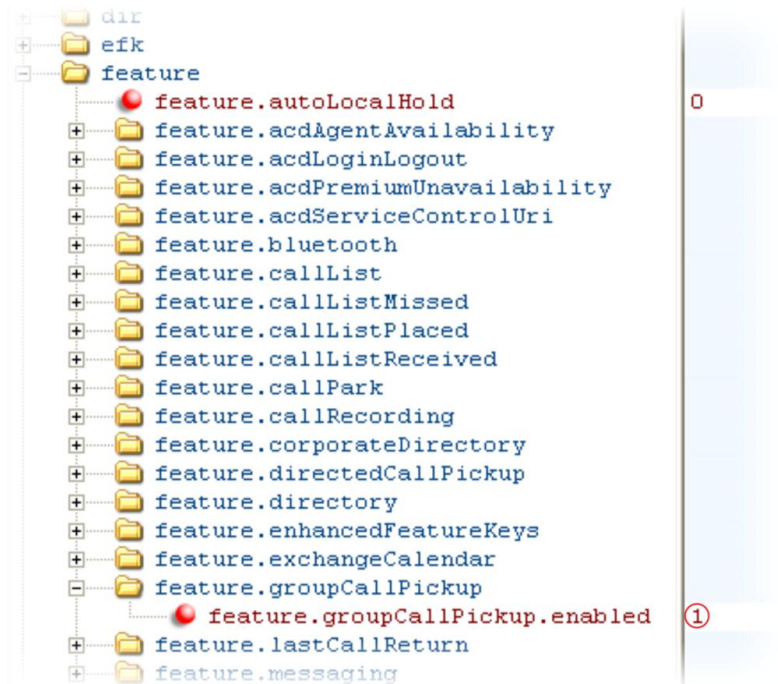 dir
efk
feature
feature.autoLocalHold 0
feature.acdAgentAvailability
feature.acdLoginLogout
feature.acdPremiumUnavailability
feature.acdServiceControlUri
feature.bluetooth
feature.callList
feature.callListMissed
feature.callListPlaced
feature.callListReceived
feature.callPark
feature.callRecording
feature.corporateDirectory
feature.directedCallPickup
feature.directory
feature.enhancedFeatureKeys
feature.exchangeCalendar
feature.groupCallPickup
feature.groupCallPickup.enabled ①
feature.lastCallReturn
feature.messaging